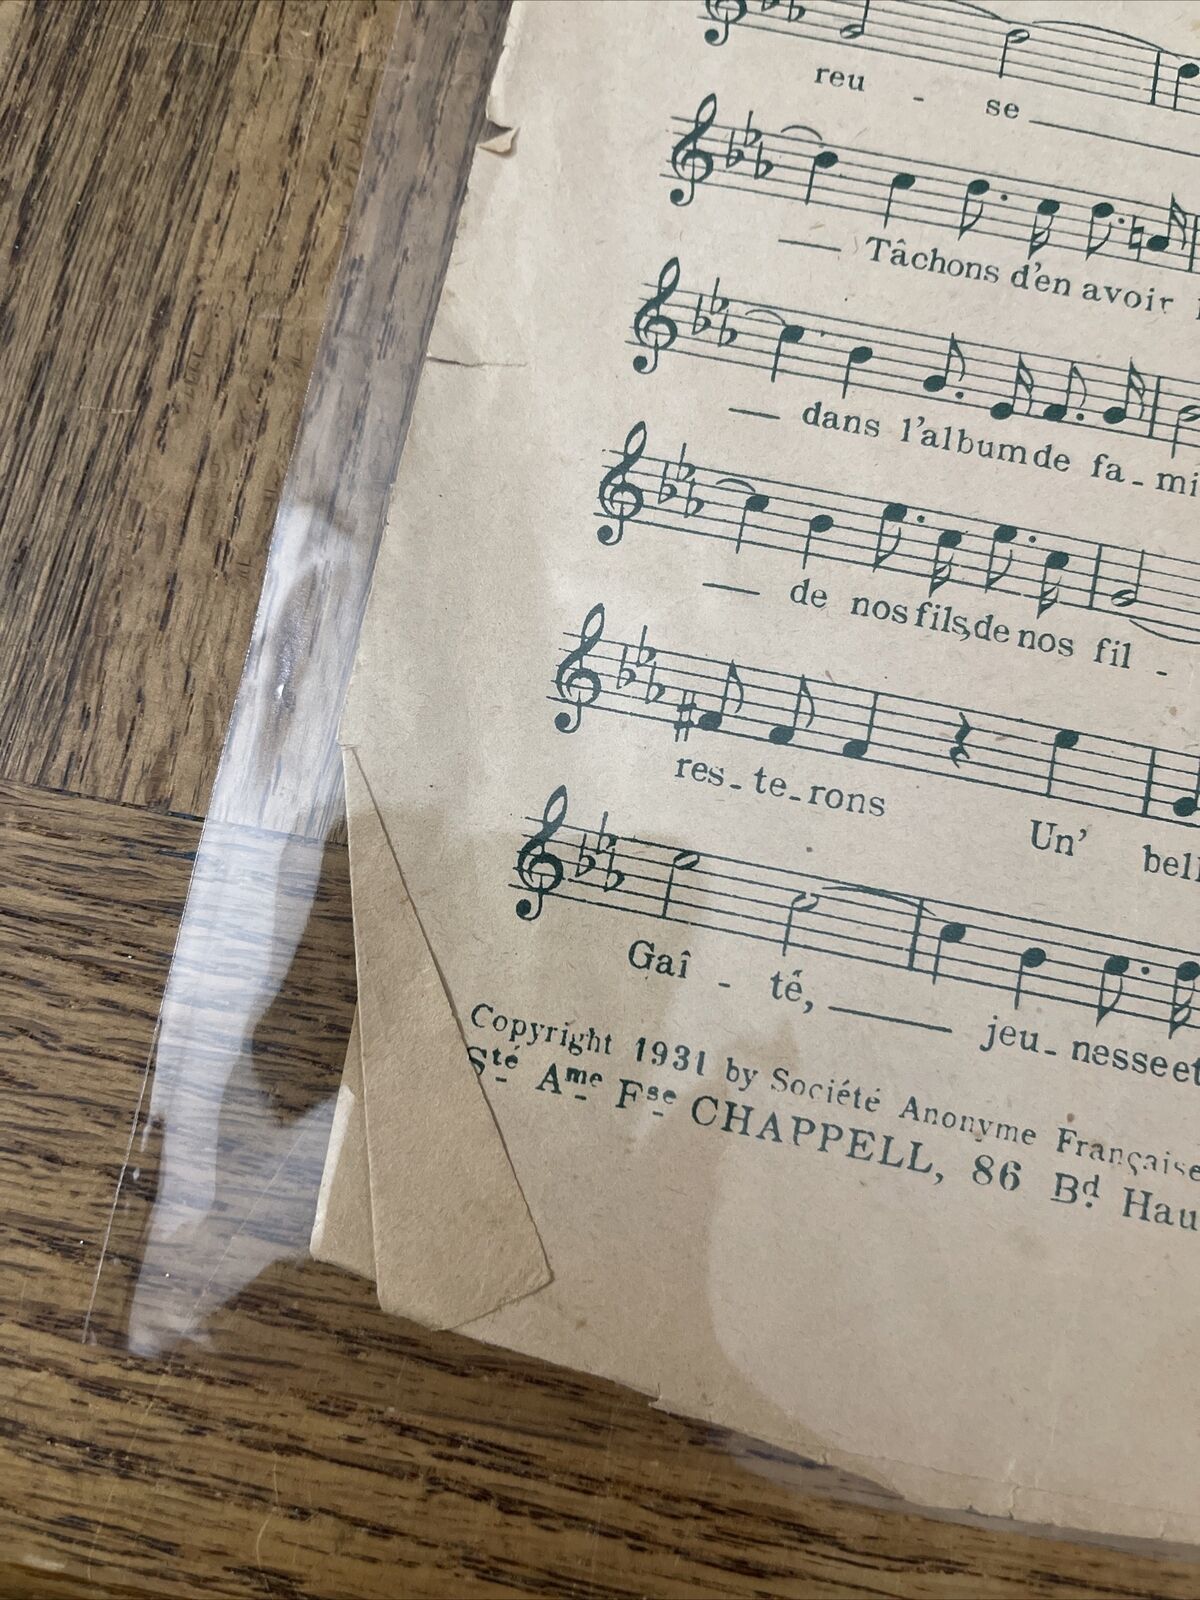 reu - se
Tâchons d'en avoir
dans l'album de fa - mi
de nos fils, de nos fil -
res - te - rons Un' bell
Gaî - té, jeu - nesse et
Copyright 1931 by Société Anonyme Française
Sté Ame Fse CHAPPELL, 86 Bd Hau